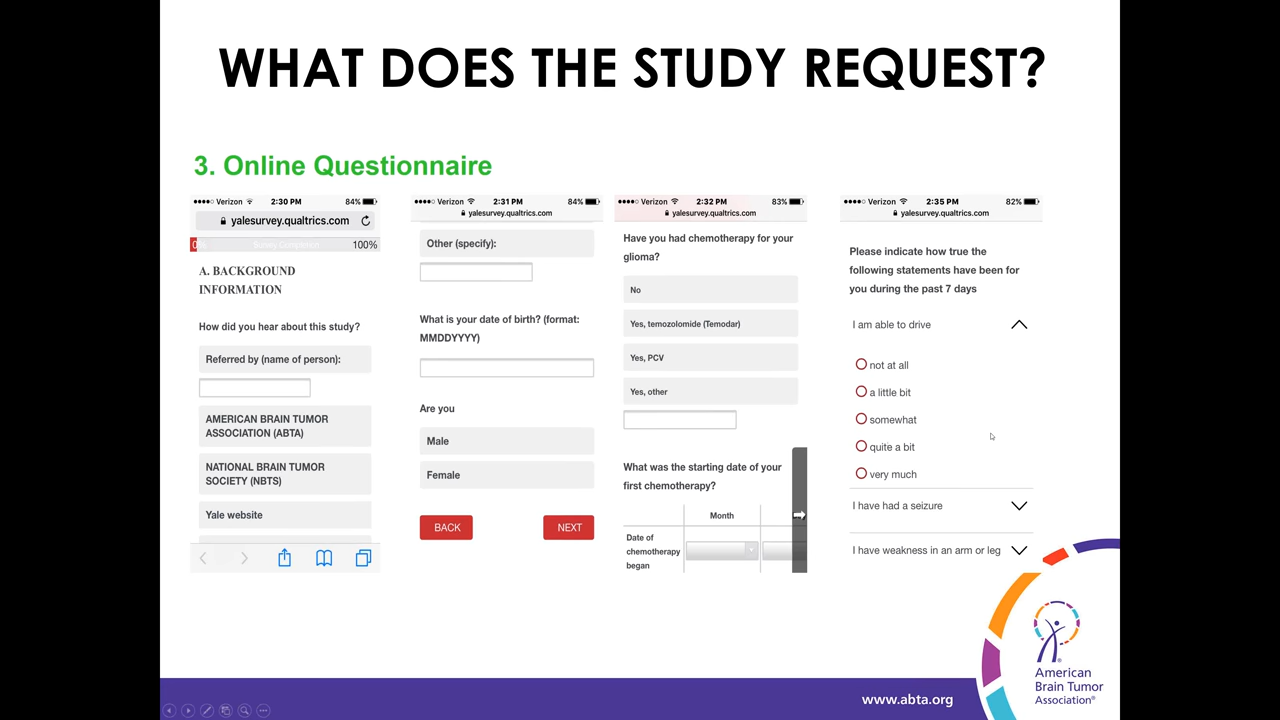 WHAT DOES THE STUDY REQUEST?
3. Online Questionnaire
Verizon 2:30 PM 84%
yalesurvey.qualtrics.com
0% Survey Completion 100%
A. BACKGROUND
INFORMATION
How did you hear about this study?
Referred by (name of person):
AMERICAN BRAIN TUMOR
ASSOCIATION (ABTA)
NATIONAL BRAIN TUMOR
SOCIETY (NBTS)
Yale website
Verizon 2:31 PM 84%
yalesurvey.qualtrics.com
Other (specify):
What is your date of birth? (format:
MMDDYYYY)
Are you
Male
Female
BACK NEXT
Verizon 2:32 PM 83%
yalesurvey.qualtrics.com
Have you had chemotherapy for your
glioma?
No
Yes, temozolomide (Temodar)
Yes, PCV
Yes, other
What was the starting date of your
first chemotherapy?
Month
Date of
chemotherapy
began
Verizon 2:35 PM 82%
yalesurvey.qualtrics.com
Please indicate how true the
following statements have been for
you during the past 7 days
I am able to drive
not at all
a little bit
somewhat
quite a bit
very much
I have had a seizure
I have weakness in an arm or leg
American
Brain Tumor
Association®
www.abta.org